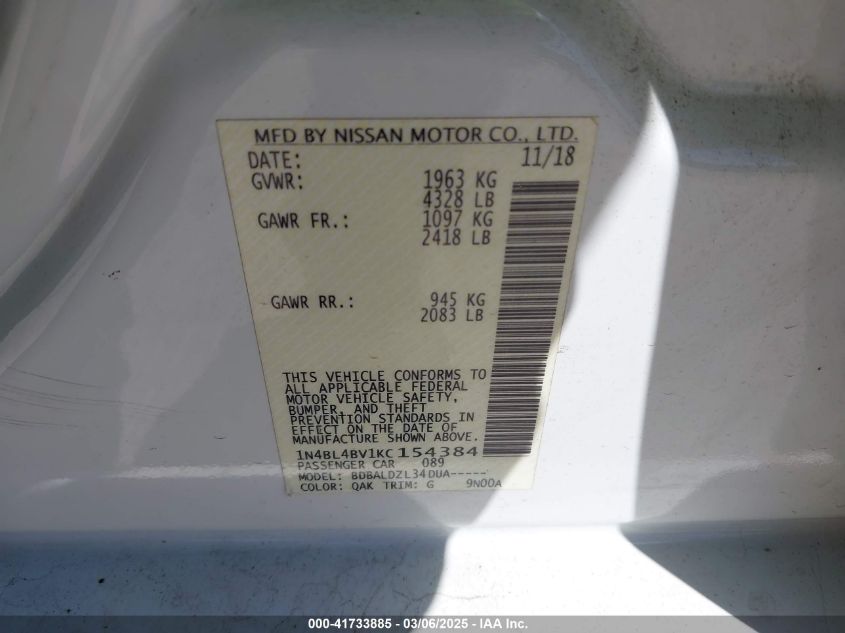 MFD BY NISSAN MOTOR CO., LTD.
DATE: 11/18
GVWR: 1963 KG
4328 LB
GAWR FR.: 1097 KG
2418 LB
GAWR RR.: 945 KG
2083 LB
THIS VEHICLE CONFORMS TO
ALL APPLICABLE FEDERAL
MOTOR VEHICLE SAFETY,
BUMPER, AND THEFT
PREVENTION STANDARDS IN
EFFECT ON THE DATE OF
MANUFACTURE SHOWN ABOVE.
1N4BL4BV1KC154384
PASSENGER CAR 089
MODEL: BDBALDZL34DUA-----
COLOR: QAK TRIM: G 9N00A
000-41733885 - 03/06/2025 - IAA Inc.